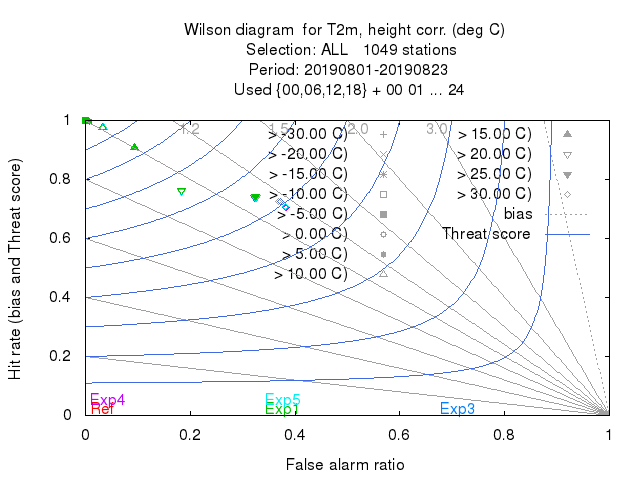 Wilson diagram for T2m, height corr. (deg C)
Selection: ALL 1049 stations
Period: 20190801-20190823
Used {00,06,12,18} + 00 01 ... 24
1.2
1.5
2.0
3.0
> -30.00 C)
> -20.00 C)
> -15.00 C)
> -10.00 C)
> -5.00 C)
> 0.00 C)
> 5.00 C)
> 10.00 C)
> 15.00 C)
> 20.00 C)
> 25.00 C)
> 30.00 C)
bias
Threat score
Hit rate (bias and Threat score)
1
0.8
0.6
0.4
0.2
0
Exp4
Ref
Exp5
Exp1
Exp3
0 0.2 0.4 0.6 0.8 1
False alarm ratio